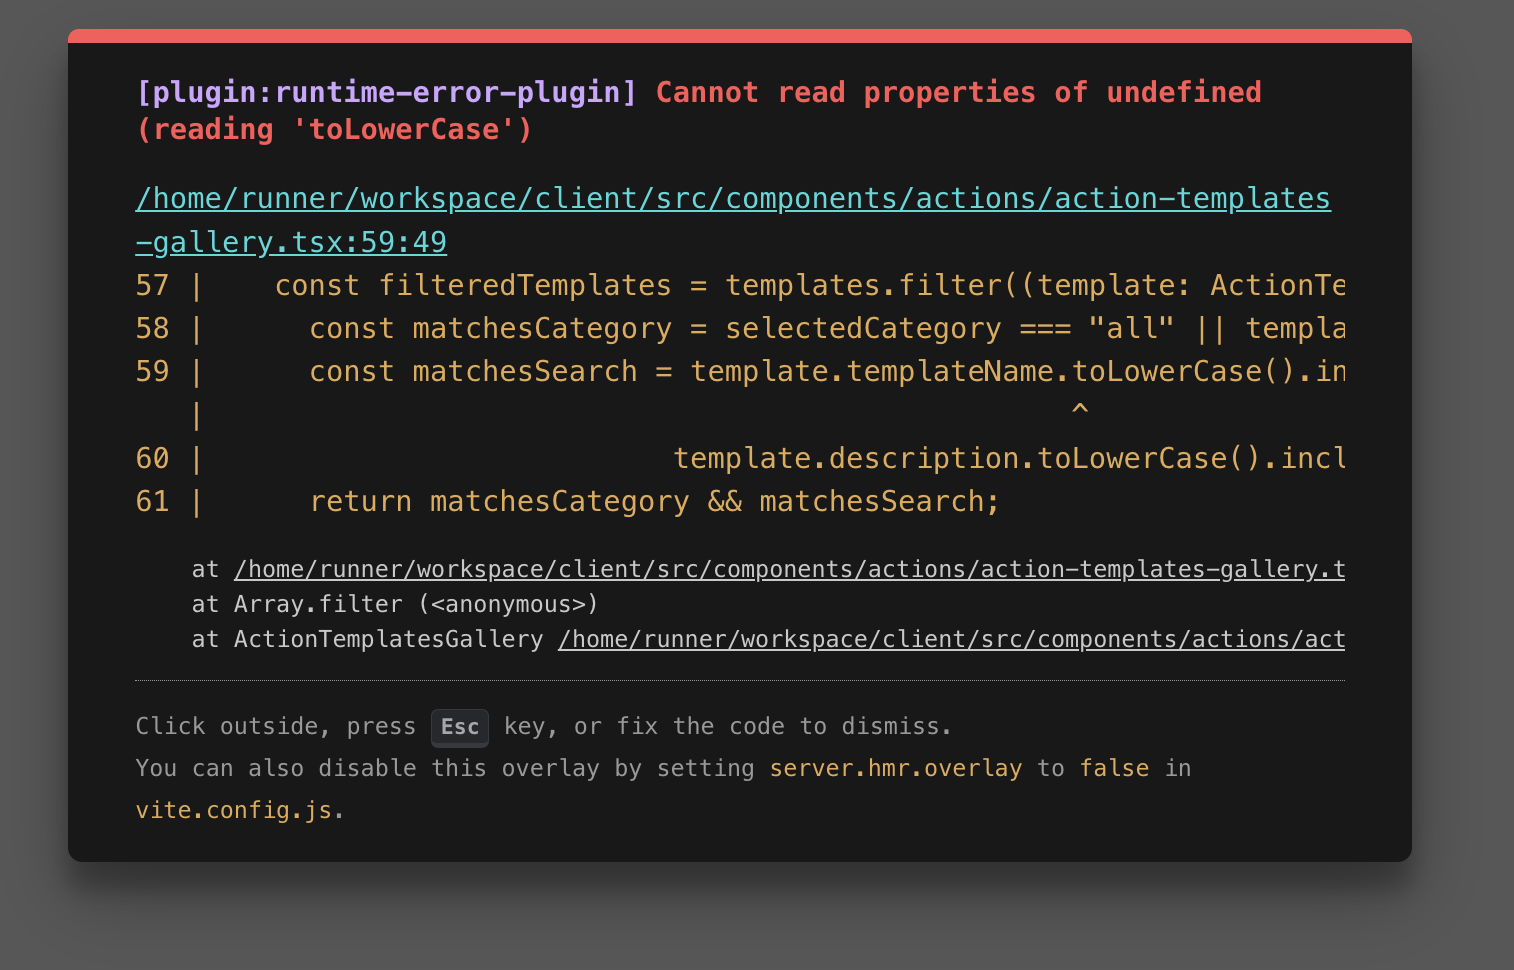 [plugin:runtime-error-plugin] Cannot read properties of undefined
(reading 'toLowerCase')
/home/runner/workspace/client/src/components/actions/action-templates
-gallery.tsx:59:49
57 |    const filteredTemplates = templates.filter((template: ActionTe
58 |      const matchesCategory = selectedCategory === "all" || templa
59 |      const matchesSearch = template.templateName.toLowerCase().in
   |                                                  ^
60 |                           template.description.toLowerCase().incl
61 |      return matchesCategory && matchesSearch;
    at /home/runner/workspace/client/src/components/actions/action-templates-gallery.t
    at Array.filter (<anonymous>)
    at ActionTemplatesGallery /home/runner/workspace/client/src/components/actions/act
Click outside, press Esc key, or fix the code to dismiss.
You can also disable this overlay by setting server.hmr.overlay to false in
vite.config.js.